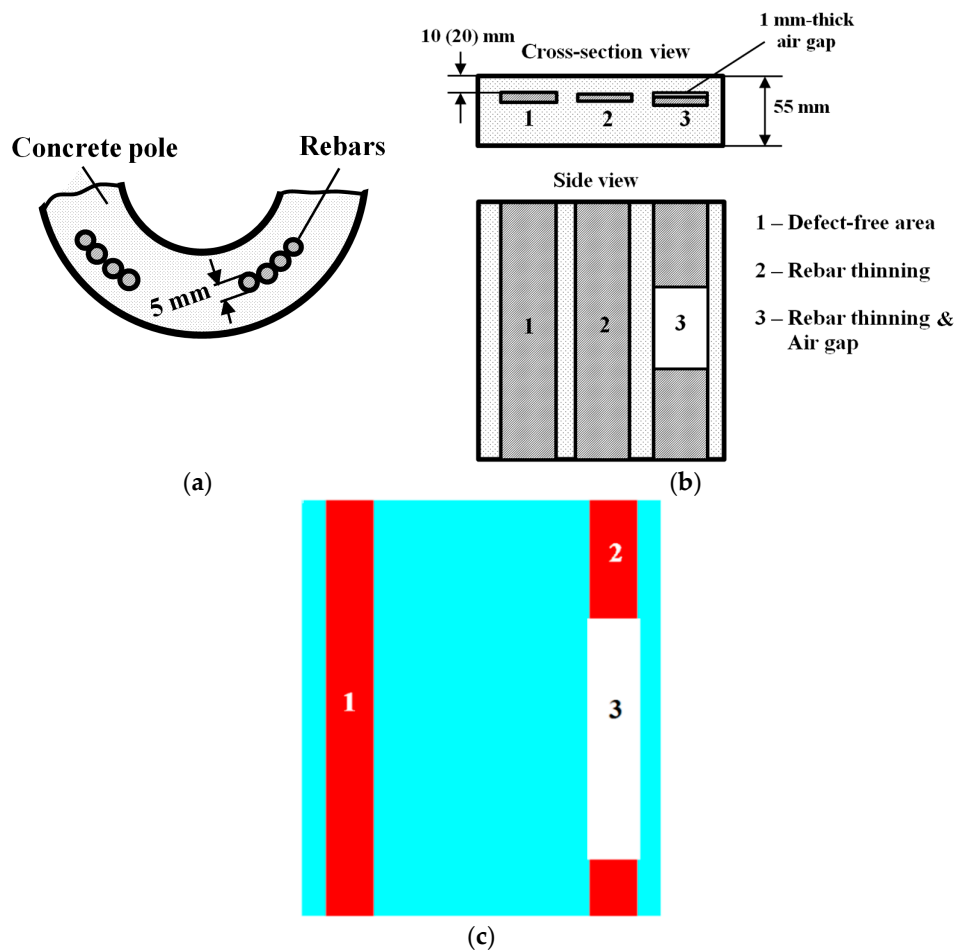 Concrete pole
Rebars
5 mm
(a)
10 (20) mm
Cross-section view
1 mm-thick
air gap
1
2
3
55 mm
Side view
1
2
3
1 – Defect-free area
2 – Rebar thinning
3 – Rebar thinning &
Air gap
(b)
1
2
3
(c)